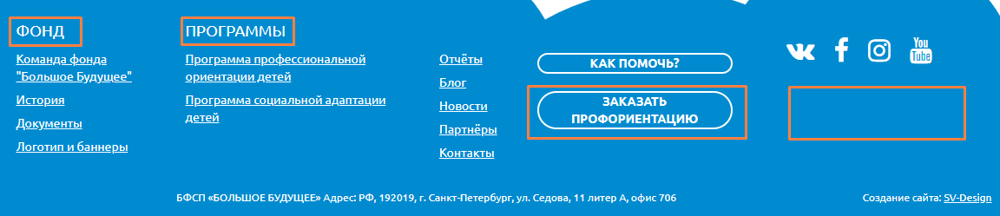 ФОНД
Команда фонда
"Большое Будущее"
История
Документы
Логотип и баннеры
ПРОГРАММЫ
Программа профессиональной
ориентации детей
Программа социальной адаптации
детей
Отчёты
Блог
Новости
Партнёры
Контакты
КАК ПОМОЧЬ?
ЗАКАЗАТЬ
ПРОФОРИЕНТАЦИЮ
You
Tube
БФСП «БОЛЬШОЕ БУДУЩЕЕ» Адрес: РФ, 192019, г. Санкт-Петербург, ул. Седова, 11 литер А, офис 706
Создание сайта: SV-Design